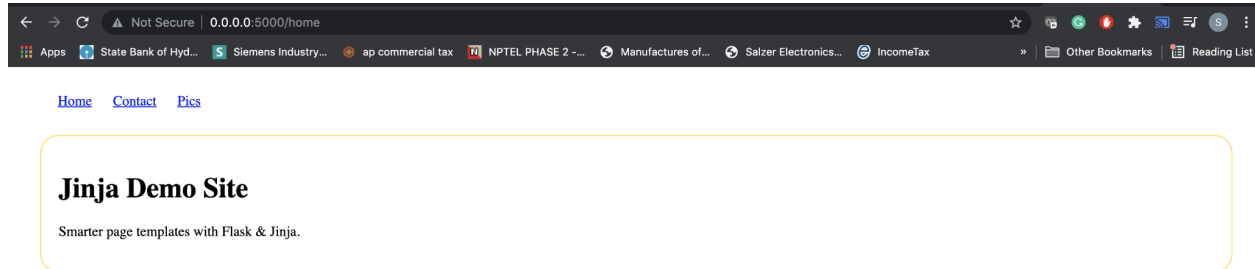 Not Secure | 0.0.0.0:5000/home S
Apps State Bank of Hyd... S Siemens Industry... ap commercial tax N NPTEL PHASE 2 -... Manufactures of... Salzer Electronics... IncomeTax » Other Bookmarks Reading List
Home Contact Pics
Jinja Demo Site
Smarter page templates with Flask & Jinja.